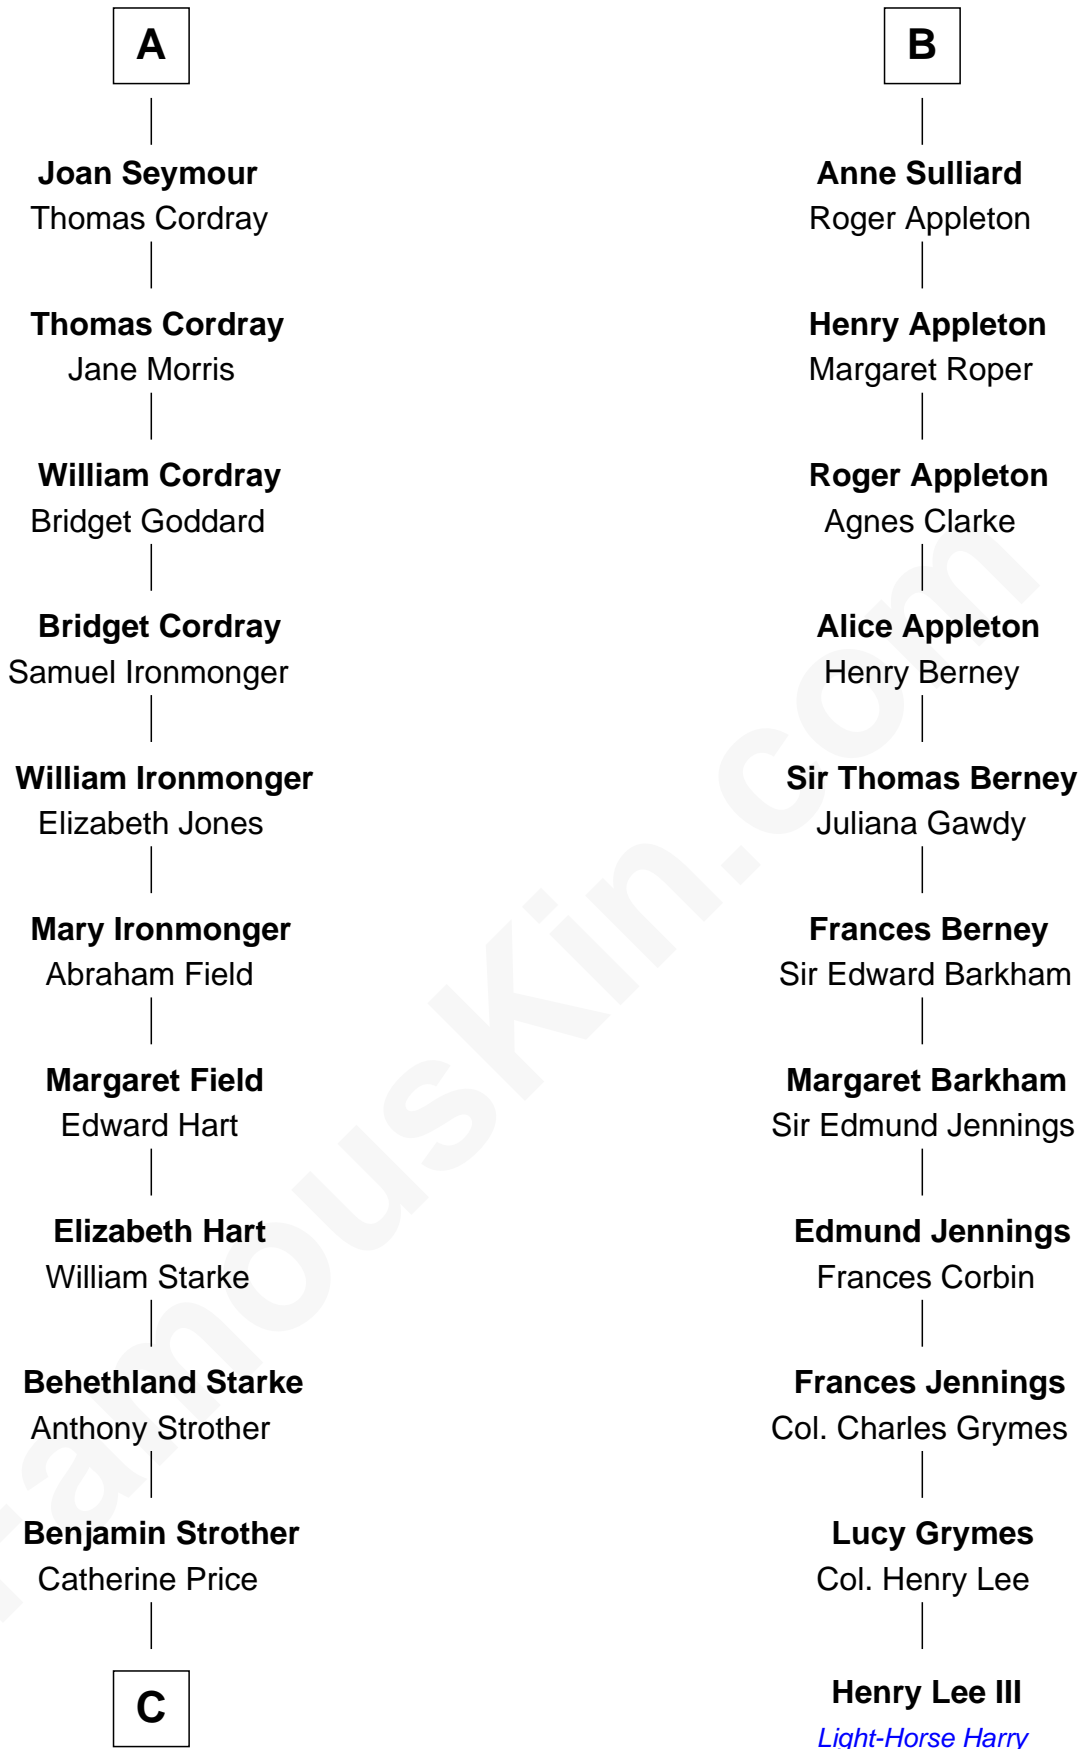 A
Joan Seymour
Thomas Cordray
Thomas Cordray
Jane Morris
William Cordray
Bridget Goddard
Bridget Cordray
Samuel Ironmonger
William Ironmonger
Elizabeth Jones
Mary Ironmonger
Abraham Field
Margaret Field
Edward Hart
Elizabeth Hart
William Starke
Behethland Starke
Anthony Strother
Benjamin Strother
Catherine Price
C
B
Anne Sulliard
Roger Appleton
Henry Appleton
Margaret Roper
Roger Appleton
Agnes Clarke
Alice Appleton
Henry Berney
Sir Thomas Berney
Juliana Gawdy
Frances Berney
Sir Edward Barkham
Margaret Barkham
Sir Edmund Jennings
Edmund Jennings
Frances Corbin
Frances Jennings
Col. Charles Grymes
Lucy Grymes
Col. Henry Lee
Henry Lee III
Light-Horse Harry
FamousKin.com